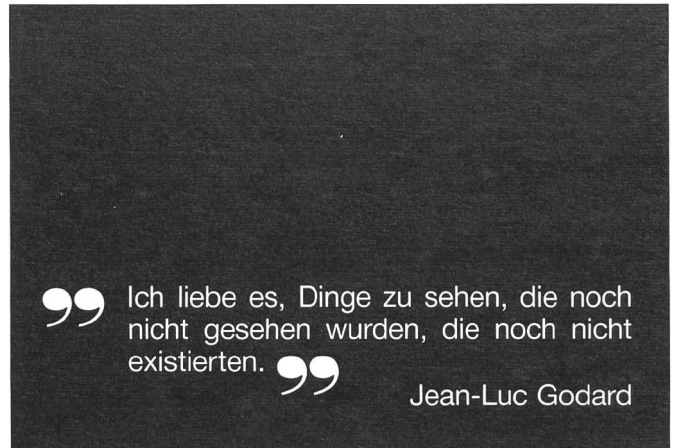 ”Ich liebe es, Dinge zu sehen, die noch
nicht gesehen wurden, die noch nicht
existierten.”
Jean-Luc Godard